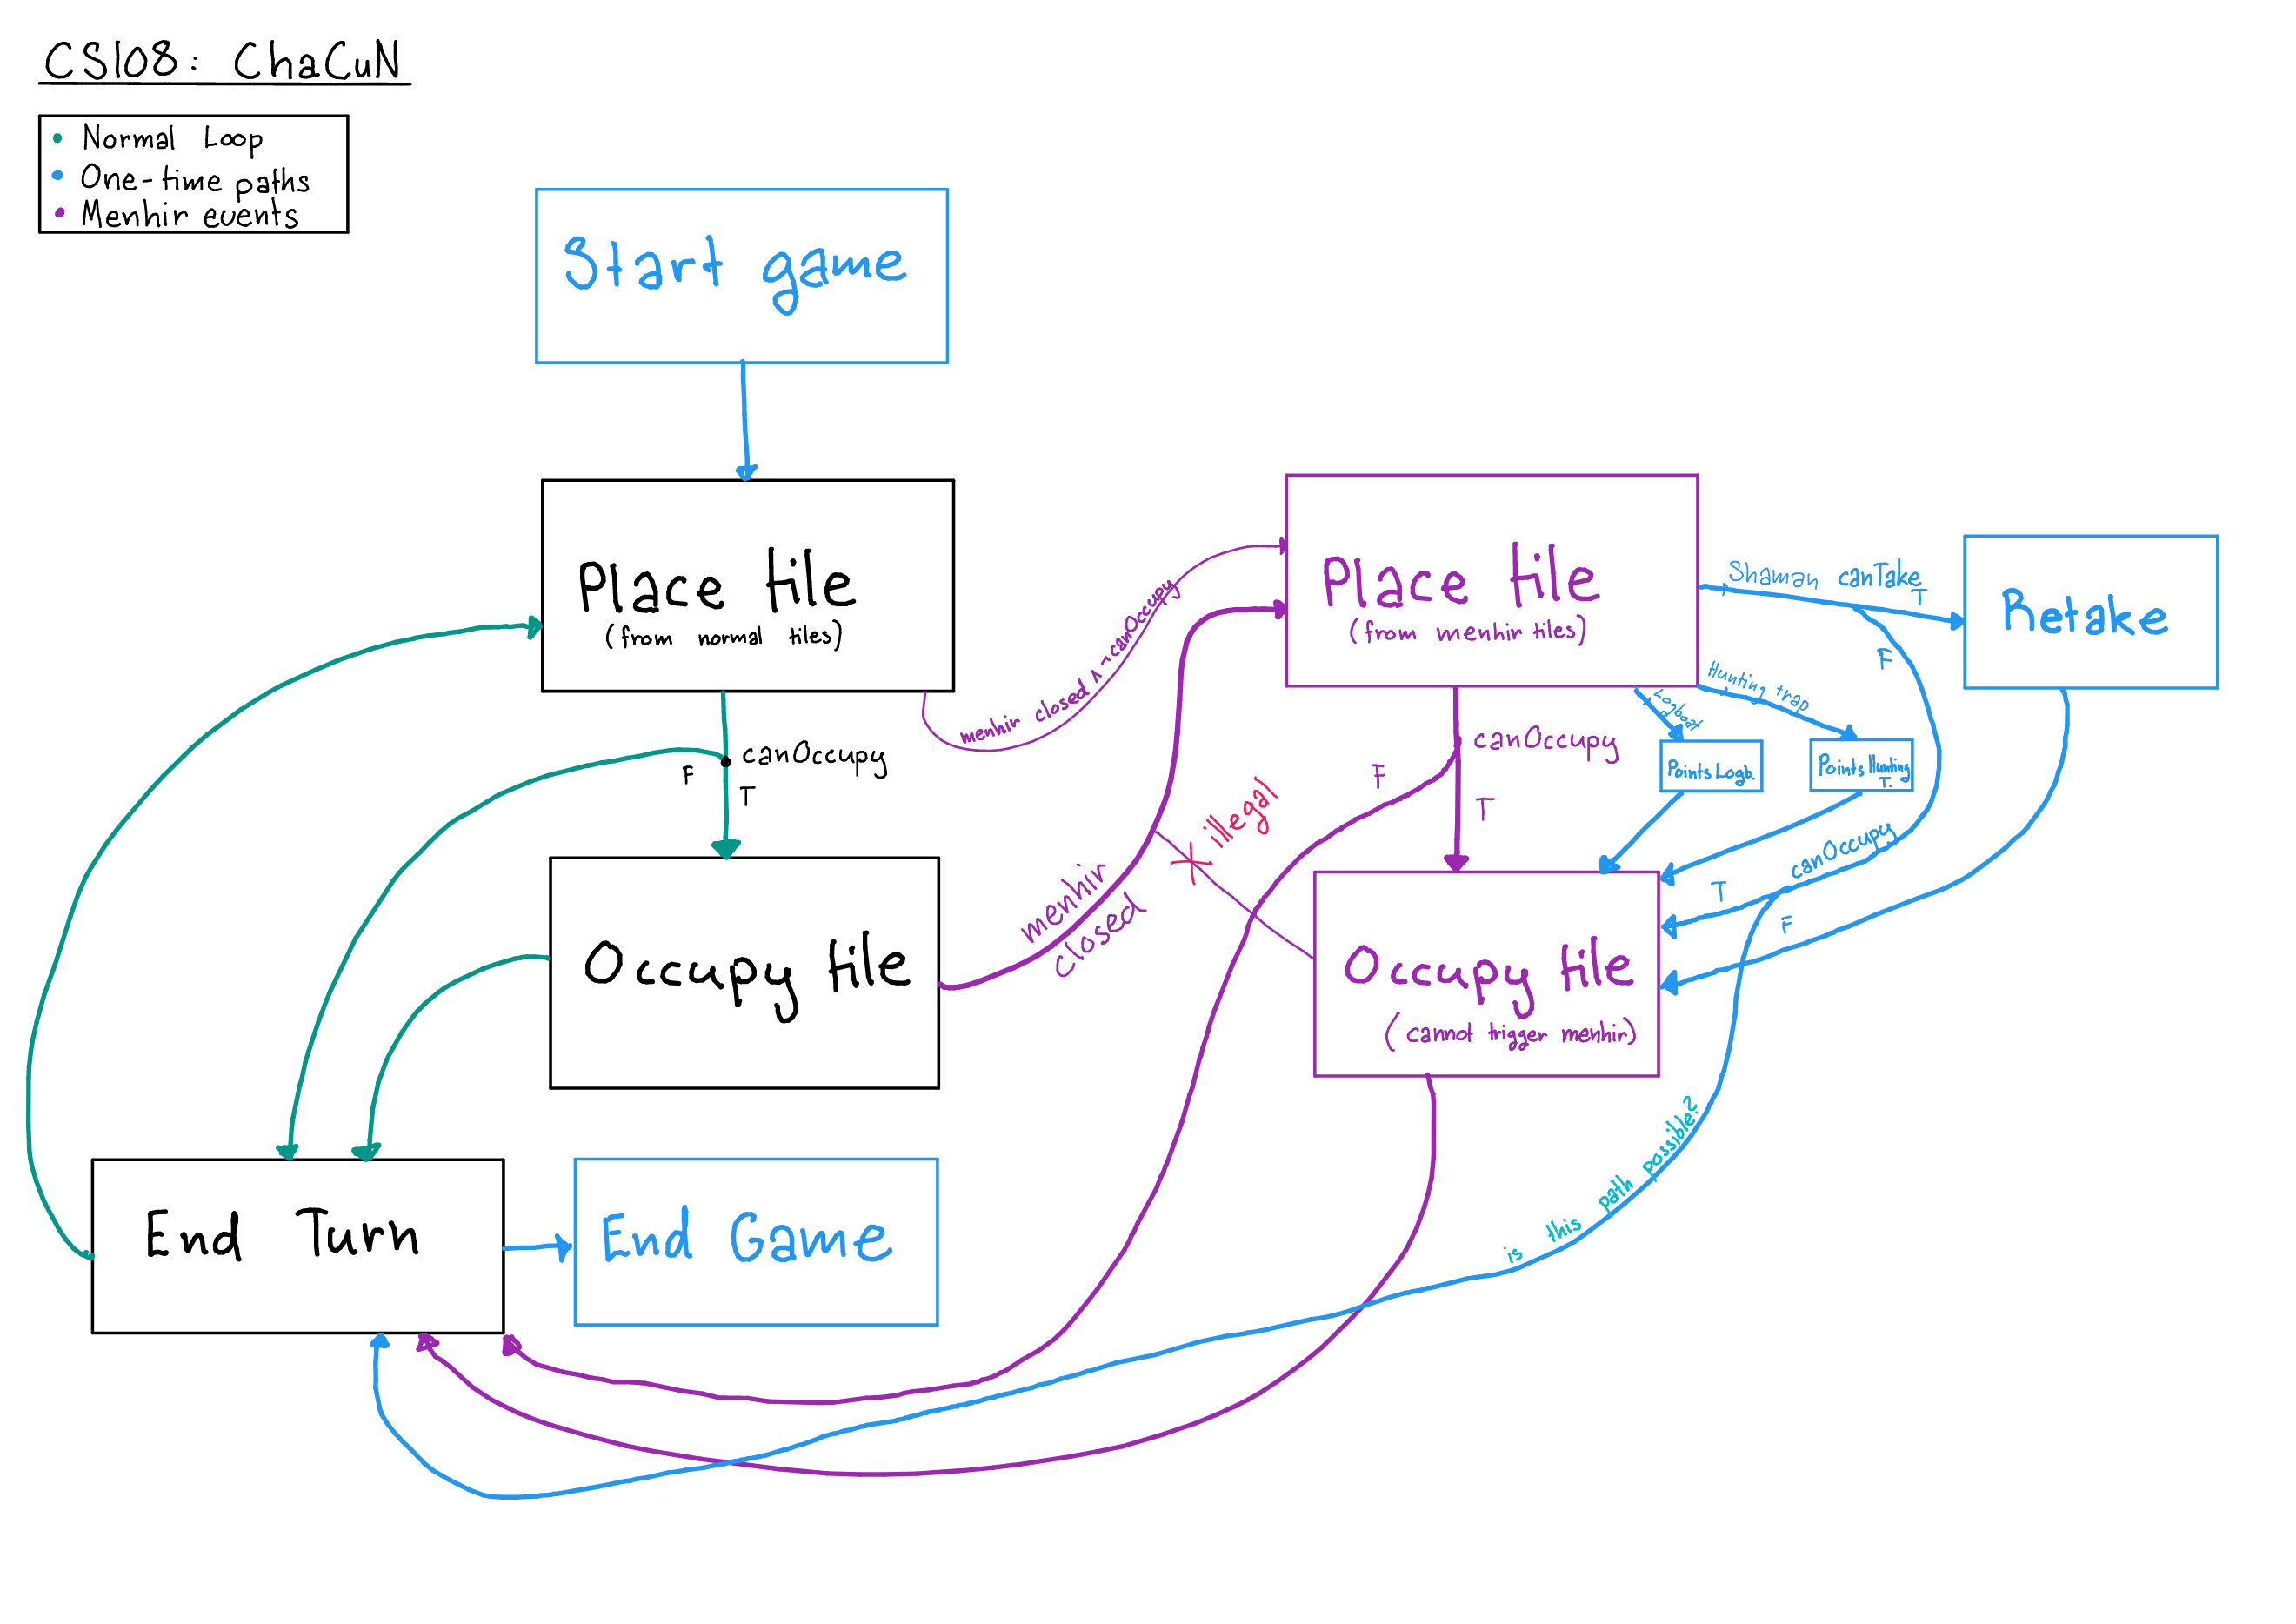 CS108: ChaCuN
• Normal Loop
• One-time paths
• Menhir events
Start game
Place tile
(from normal tiles)
canOccupy
F
T
menhir closed ∧ ¬canOccupy
Occupy tile
menhir
closed
illegal
End Turn
End Game
Place tile
(from menhir tiles)
canOccupy
F
T
Shaman canTake
T
F
Retake
Logboat
Hunting trap
Points Logb.
Points Hunting
T.
canOccupy
T
F
Occupy tile
(cannot trigger menhir)
is this path possible?